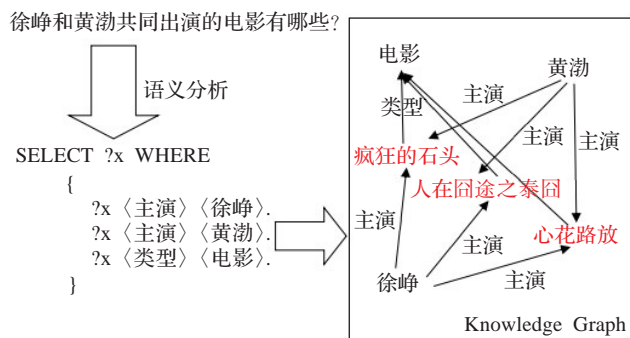 徐峥和黄渤共同出演的电影有哪些?
语义分析
SELECT ?x WHERE
{
?x〈主演〉〈徐峥〉.
?x〈主演〉〈黄渤〉.
?x〈类型〉〈电影〉.
}
电影
黄渤
类型
主演
主演
主演
疯狂的石头
人在囧途之泰囧
心花路放
主演
主演
主演
徐峥
Knowledge Graph